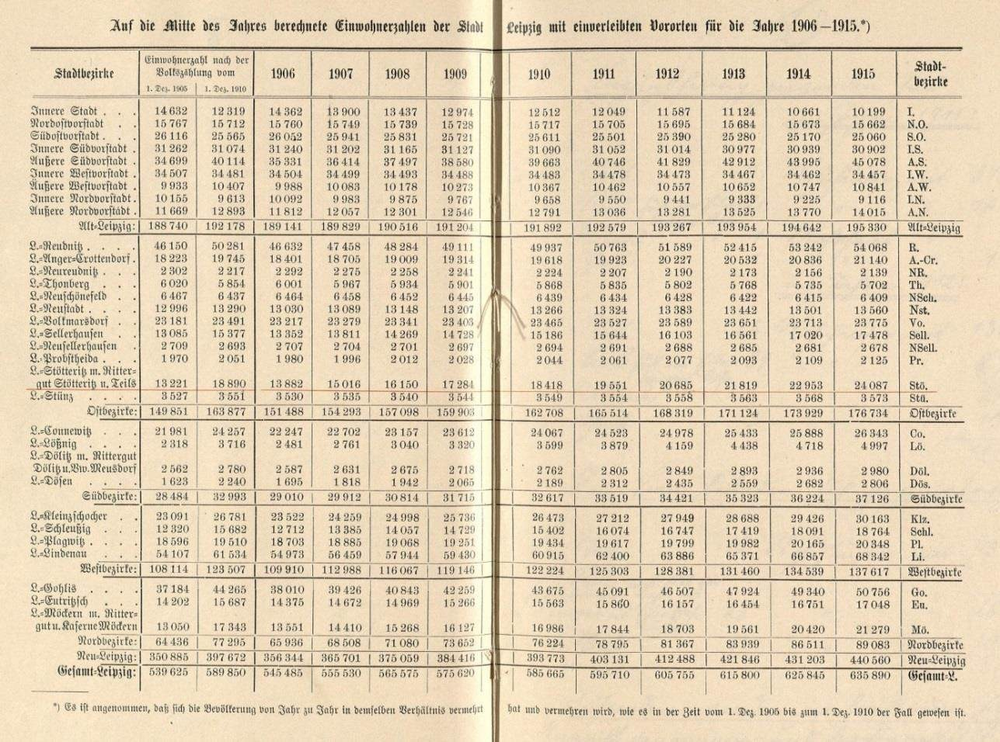 Auf die Mitte des Jahres berechnete Einwohnerzahlen der Stadt Leipzig mit einverleibten Vororten für die Jahre 1906—1915.*)
Stadtbezirke | Einwohnerzahl nach der Volkszählung vom 1. Dez. 1905 | 1. Dez. 1910 | 1906 | 1907 | 1908 | 1909 | 1910 | 1911 | 1912 | 1913 | 1914 | 1915 | Stadt-bezirke
Innere Stadt . . . 14 632 12 319 14 362 13 900 13 437 12 974 12 512 12 049 11 587 11 124 10 661 10 199 I.
Nordostvorstadt . . 15 767 15 712 15 760 15 749 15 739 15 728 15 717 15 705 15 695 15 684 15 673 15 662 N.O.
Südostvorstadt . . . 26 116 25 565 26 052 25 941 25 831 25 721 25 611 25 501 25 390 25 280 25 170 25 060 S.O.
Innere Südvorstadt . 31 262 31 074 31 240 31 202 31 165 31 127 31 090 31 052 31 014 30 977 30 939 30 902 I.S.
Äußere Südvorstadt . 34 699 40 114 35 331 36 414 37 497 38 580 39 663 40 746 41 829 42 912 43 995 45 078 A.S.
Innere Westvorstadt . 34 507 34 481 34 504 34 499 34 493 34 488 34 483 34 478 34 473 34 467 34 462 34 457 I.W.
Äußere Westvorstadt . 9 933 10 407 9 988 10 083 10 178 10 273 10 367 10 462 10 557 10 652 10 747 10 841 A.W.
Innere Nordvorstadt . 10 155 9 613 10 092 9 983 9 875 9 767 9 658 9 550 9 441 9 333 9 225 9 116 I.N.
Äußere Nordvorstadt . 11 669 12 893 11 812 12 057 12 301 12 546 12 791 13 036 13 281 13 525 13 770 14 015 A.N.
Alt-Leipzig: 188 740 192 178 189 141 189 829 190 516 191 204 191 892 192 579 193 267 193 954 194 642 195 330 Alt-Leipzig
L.-Reudnitz . . . 46 150 50 281 46 632 47 458 48 284 49 111 49 937 50 763 51 589 52 415 53 242 54 068 R.
L.-Anger-Crottendorf . 18 223 19 745 18 401 18 705 19 009 19 314 19 618 19 923 20 227 20 532 20 836 21 140 A.-Cr.
L.-Neureudnitz . . . 2 302 2 217 2 292 2 275 2 258 2 241 2 224 2 207 2 190 2 173 2 156 2 139 NR.
L.-Thonberg . . . 6 020 5 854 6 001 5 967 5 934 5 901 5 868 5 835 5 802 5 768 5 735 5 702 Th.
L.-Neuschönefeld . . 6 467 6 437 6 464 6 458 6 452 6 445 6 439 6 434 6 428 6 422 6 415 6 409 NSch.
L.-Neustadt . . . 12 996 13 290 13 030 13 089 13 148 13 207 13 266 13 324 13 383 13 442 13 501 13 560 Nst.
L.-Volkmarsdorf . . 23 181 23 491 23 217 23 279 23 341 23 403 23 465 23 527 23 589 23 651 23 713 23 775 Vo.
L.-Sellerhausen . . 13 085 15 377 13 352 13 811 14 269 14 728 15 186 15 644 16 103 16 561 17 020 17 478 Sell.
L.-Neusellerhausen . 2 709 2 693 2 707 2 704 2 701 2 697 2 694 2 691 2 688 2 685 2 681 2 678 NSell.
L.-Probstheida . . . 1 970 2 051 1 980 1 996 2 012 2 028 2 044 2 061 2 077 2 093 2 109 2 125 Pr.
L.-Stötteritz m. Ritter-
gut Stötteritz u. Teils 13 221 18 890 13 882 15 016 16 150 17 284 18 418 19 551 20 685 21 819 22 953 24 087 Stö.
L.-Stünz . . . . 3 527 3 551 3 530 3 535 3 540 3 544 3 549 3 554 3 558 3 563 3 568 3 573 Stü.
Ostbezirke: 149 851 163 877 151 488 154 293 157 098 159 903 162 708 165 514 168 319 171 124 173 929 176 734 Ostbezirke
L.-Connewitz . . . 21 981 24 257 22 247 22 702 23 157 23 612 24 067 24 523 24 978 25 433 25 888 26 343 Co.
L.-Lößnig . . . . 2 318 3 716 2 481 2 761 3 040 3 320 3 599 3 879 4 159 4 438 4 718 4 997 Lö.
L.-Dölitz m. Rittergut
Dölitz u. Vw. Meusdorf 2 562 2 780 2 587 2 631 2 675 2 718 2 762 2 805 2 849 2 893 2 936 2 980 Döl.
L.-Dösen . . . . 1 623 2 240 1 695 1 818 1 942 2 065 2 189 2 312 2 435 2 559 2 682 2 806 Dös.
Südbezirke: 28 484 32 993 29 010 29 912 30 814 31 715 32 617 33 519 34 421 35 323 36 224 37 126 Südbezirke
L.-Kleinzschocher . . 23 091 26 781 23 522 24 259 24 998 25 736 26 473 27 212 27 949 28 688 29 426 30 163 Klz.
L.-Schleußig . . . 12 320 15 682 12 712 13 385 14 057 14 729 15 402 16 074 16 747 17 419 18 091 18 764 Schl.
L.-Plagwitz . . . . 18 596 19 510 18 703 18 885 19 068 19 251 19 434 19 617 19 799 19 982 20 165 20 348 Pl.
L.-Lindenau . . . 54 107 61 534 54 973 56 459 57 944 59 430 60 915 62 400 63 886 65 371 66 857 68 342 Li.
Westbezirke: 108 114 123 507 109 910 112 988 116 067 119 146 122 224 125 303 128 381 131 460 134 539 137 617 Westbezirke
L.-Gohlis . . . . 37 184 44 265 38 010 39 426 40 843 42 259 43 675 45 091 46 507 47 924 49 340 50 756 Go.
L.-Eutritzsch . . . 14 202 15 687 14 375 14 672 14 969 15 266 15 563 15 860 16 157 16 454 16 751 17 048 Eu.
L.-Möckern m. Ritter-
gut u. Kaserne Möckern 13 050 17 343 13 551 14 410 15 268 16 127 16 986 17 844 18 703 19 561 20 420 21 279 Mö.
Nordbezirke: 64 436 77 295 65 936 68 508 71 080 73 652 76 224 78 795 81 367 83 939 86 511 89 083 Nordbezirke
Neu-Leipzig: 350 885 397 672 356 344 365 701 375 059 384 416 393 773 403 131 412 488 421 846 431 203 440 560 Neu-Leipzig
Gesamt-Leipzig: 539 625 589 850 545 485 555 530 565 575 575 620 585 665 595 710 605 755 615 800 625 845 635 890 Gesamt-L.
*) Es ist angenommen, daß sich die Bevölkerung von Jahr zu Jahr in demselben Verhältnis vermehrt hat und vermehren wird, wie es in der Zeit vom 1. Dez. 1905 bis zum 1. Dez. 1910 der Fall gewesen ist.